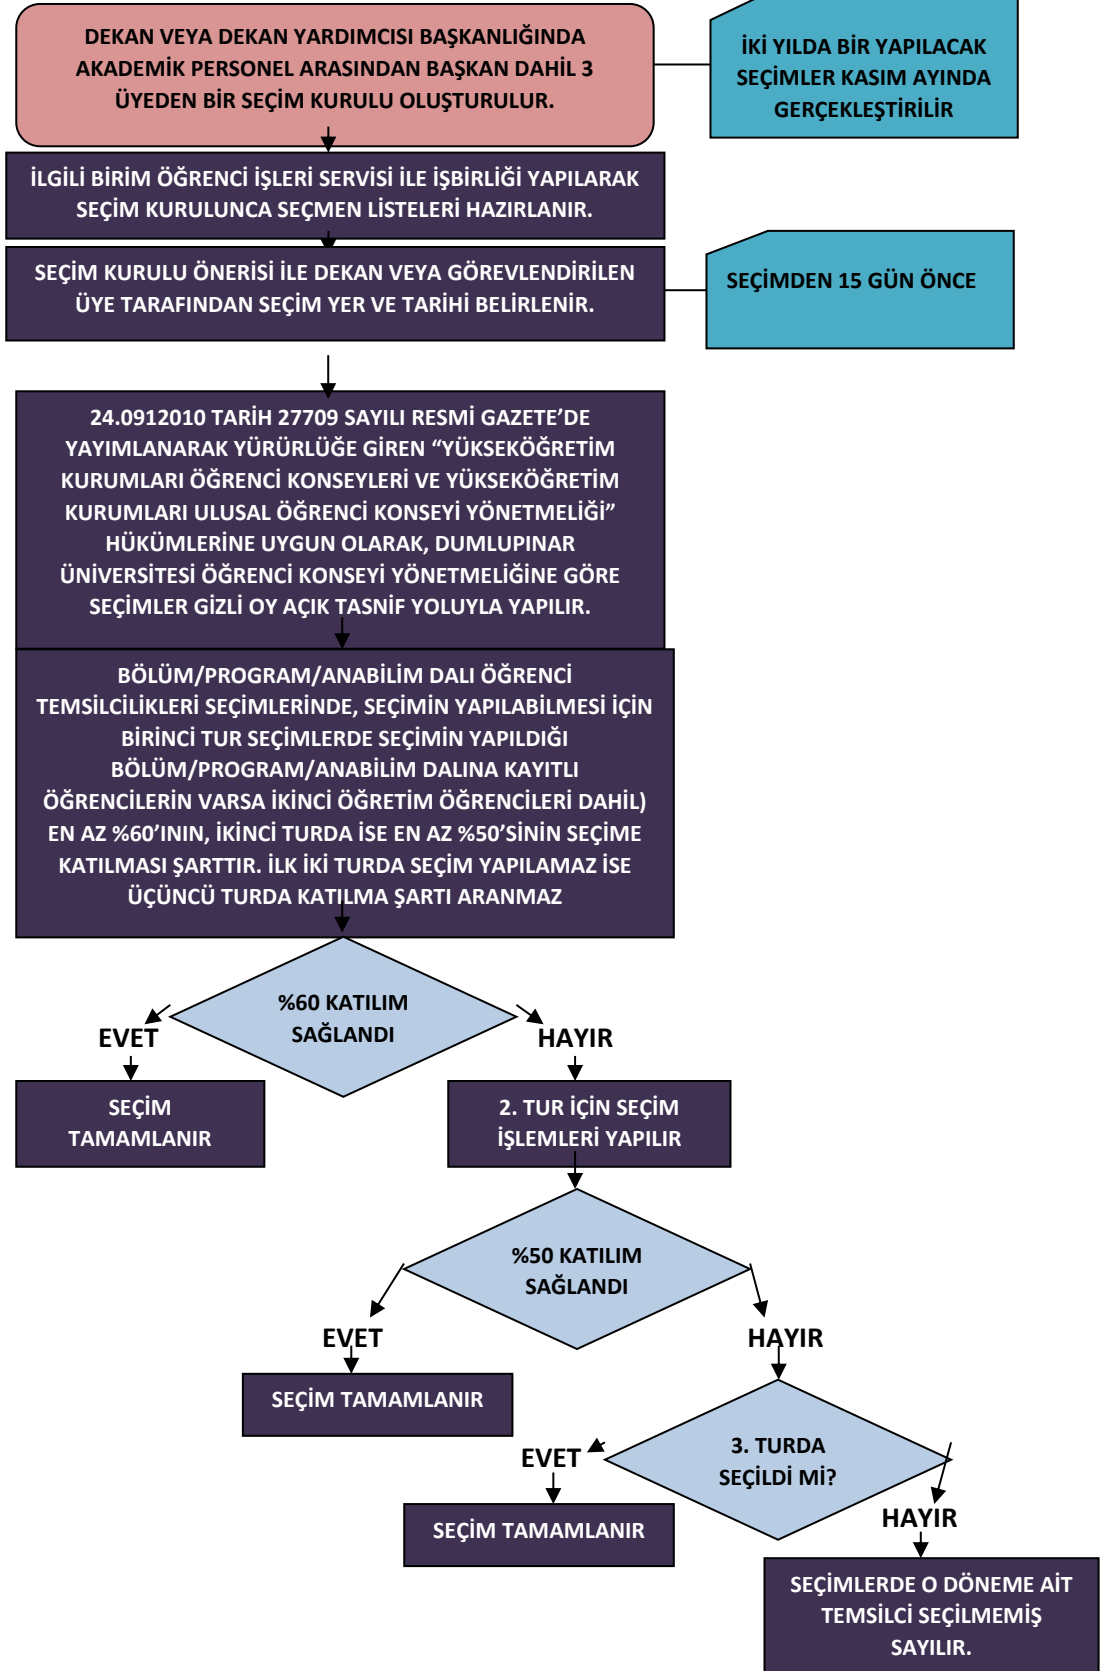 DEKAN VEYA DEKAN YARDIMCISI BAŞKANLIĞINDA
AKADEMİK PERSONEL ARASINDAN BAŞKAN DAHİL 3
ÜYEDEN BİR SEÇİM KURULU OLUŞTURULUR.
İKİ YILDA BİR YAPILACAK
SEÇİMLER KASIM AYINDA
GERÇEKLEŞTİRİLİR
İLGİLİ BİRİM ÖĞRENCİ İŞLERİ SERVİSİ İLE İŞBİRLİĞİ YAPILARAK
SEÇİM KURULUNCA SEÇMEN LİSTELERİ HAZIRLANIR.
SEÇİM KURULU ÖNERİSİ İLE DEKAN VEYA GÖREVLENDİRİLEN
ÜYE TARAFINDAN SEÇİM YER VE TARİHİ BELİRLENİR.
SEÇİMDEN 15 GÜN ÖNCE
24.0912010 TARİH 27709 SAYILI RESMİ GAZETE’DE
YAYIMLANARAK YÜRÜRLÜĞE GİREN “YÜKSEKÖĞRETİM
KURUMLARI ÖĞRENCİ KONSEYLERİ VE YÜKSEKÖĞRETİM
KURUMLARI ULUSAL ÖĞRENCİ KONSEYİ YÖNETMELİĞİ”
HÜKÜMLERİNE UYGUN OLARAK, DUMLUPINAR
ÜNİVERSİTESİ ÖĞRENCİ KONSEYİ YÖNETMELİĞİNE GÖRE
SEÇİMLER GİZLİ OY AÇIK TASNİF YOLUYLA YAPILIR.
BÖLÜM/PROGRAM/ANABİLİM DALI ÖĞRENCİ
TEMSİLCİLİKLERİ SEÇİMLERİNDE, SEÇİMİN YAPILABİLMESİ İÇİN
BİRİNCİ TUR SEÇİMLERDE SEÇİMİN YAPILDIĞI
BÖLÜM/PROGRAM/ANABİLİM DALINA KAYITLI
ÖĞRENCİLERİN VARSA İKİNCİ ÖĞRETİM ÖĞRENCİLERİ DAHİL)
EN AZ %60’ININ, İKİNCİ TURDA İSE EN AZ %50’SİNİN SEÇİME
KATILMASI ŞARTTIR. İLK İKİ TURDA SEÇİM YAPILAMAZ İSE
ÜÇÜNCÜ TURDA KATILMA ŞARTI ARANMAZ
%60 KATILIM
SAĞLANDI
EVET
HAYIR
SEÇİM
TAMAMLANIR
2. TUR İÇİN SEÇİM
İŞLEMLERİ YAPILIR
%50 KATILIM
SAĞLANDI
EVET
HAYIR
SEÇİM TAMAMLANIR
3. TURDA
SEÇİLDİ Mİ?
EVET
HAYIR
SEÇİM TAMAMLANIR
SEÇİMLERDE O DÖNEME AİT
TEMSİLCİ SEÇİLMEMİŞ
SAYILIR.